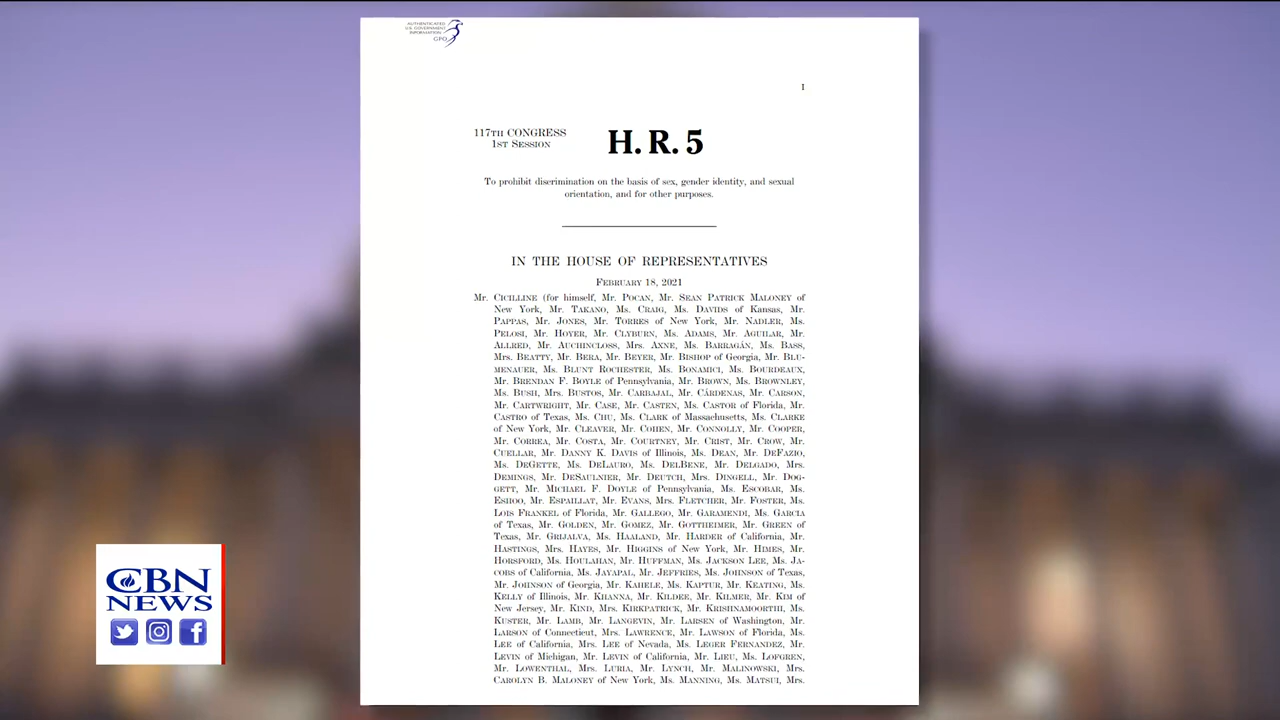 AUTHENTICATED
U.S. GOVERNMENT
INFORMATION
GPO
I
117TH CONGRESS
1ST SESSION
H. R. 5
To prohibit discrimination on the basis of sex, gender identity, and sexual
orientation, and for other purposes.
IN THE HOUSE OF REPRESENTATIVES
FEBRUARY 18, 2021
Mr. CICILLINE (for himself, Mr. POCAN, Mr. SEAN PATRICK MALONEY of
New York, Mr. TAKANO, Ms. CRAIG, Ms. DAVIDS of Kansas, Mr.
PAPPAS, Mr. JONES, Mr. TORRES of New York, Mr. NADLER, Ms.
PELOSI, Mr. HOYER, Mr. CLYBURN, Ms. ADAMS, Mr. AGUILAR, Mr.
ALLRED, Mr. AUCHINCLOSS, Mrs. AXNE, Ms. BARRAGÁN, Ms. BASS,
Mrs. BEATTY, Mr. BERA, Mr. BEYER, Mr. BISHOP of Georgia, Mr. BLU-
MENAUER, Ms. BLUNT ROCHESTER, Ms. BONAMICI, Ms. BOURDEAUX,
Mr. BRENDAN F. BOYLE of Pennsylvania, Mr. BROWN, Ms. BROWNLEY,
Ms. BUSH, Mrs. BUSTOS, Mr. CARBAJAL, Mr. CÁRDENAS, Mr. CARSON,
Mr. CARTWRIGHT, Mr. CASE, Mr. CASTEN, Ms. CASTOR of Florida, Mr.
CASTRO of Texas, Ms. CHU, Ms. CLARK of Massachusetts, Ms. CLARKE
of New York, Mr. CLEAVER, Mr. COHEN, Mr. CONNOLLY, Mr. COOPER,
Mr. CORREA, Mr. COSTA, Mr. COURTNEY, Mr. CRIST, Mr. CROW, Mr.
CUELLAR, Mr. DANNY K. DAVIS of Illinois, Ms. DEAN, Mr. DEFAZIO,
Ms. DEGETTE, Ms. DELAURO, Ms. DELBENE, Mr. DELGADO, Mrs.
DEMINGS, Mr. DESAULNIER, Mr. DEUTCH, Mrs. DINGELL, Mr. DOG-
GETT, Mr. MICHAEL F. DOYLE of Pennsylvania, Ms. ESCOBAR, Ms.
ESHOO, Mr. ESPAILLAT, Mr. EVANS, Mrs. FLETCHER, Mr. FOSTER, Ms.
LOIS FRANKEL of Florida, Mr. GALLEGO, Mr. GARAMENDI, Ms. GARCIA
of Texas, Mr. GOLDEN, Mr. GOMEZ, Mr. GOTTHEIMER, Mr. GREEN of
Texas, Mr. GRIJALVA, Ms. HAALAND, Mr. HARDER of California, Mr.
HASTINGS, Mrs. HAYES, Mr. HIGGINS of New York, Mr. HIMES, Mr.
HORSFORD, Ms. HOULAHAN, Mr. HUFFMAN, Ms. JACKSON LEE, Ms. JA-
COBS of California, Ms. JAYAPAL, Mr. JEFFRIES, Ms. JOHNSON of Texas,
Mr. JOHNSON of Georgia, Mr. KAHELE, Ms. KAPTUR, Mr. KEATING, Ms.
KELLY of Illinois, Mr. KHANNA, Mr. KILDEE, Mr. KILMER, Mr. KIM of
New Jersey, Mr. KIND, Mrs. KIRKPATRICK, Mr. KRISHNAMOORTHI, Ms.
KUSTER, Mr. LAMB, Mr. LANGEVIN, Mr. LARSEN of Washington, Mr.
LARSON of Connecticut, Mrs. LAWRENCE, Mr. LAWSON of Florida, Ms.
LEE of California, Mrs. LEE of Nevada, Ms. LEGER FERNANDEZ, Mr.
LEVIN of Michigan, Mr. LEVIN of California, Mr. LIEU, Ms. LOFGREN,
Mr. LOWENTHAL, Mrs. LURIA, Mr. LYNCH, Mr. MALINOWSKI, Mrs.
CAROLYN B. MALONEY of New York, Ms. MANNING, Ms. MATSUI, Mrs.
CBN
NEWS